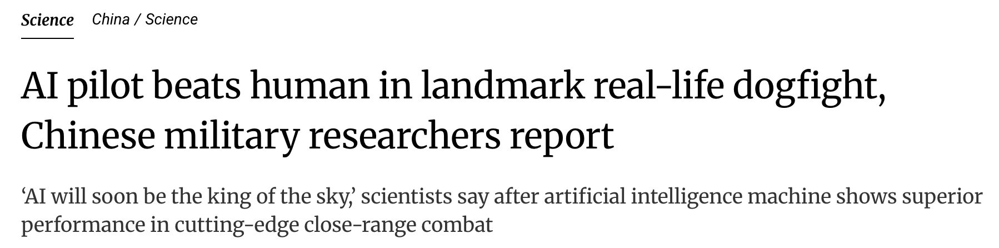 Science China / Science
AI pilot beats human in landmark real-life dogfight,
Chinese military researchers report
‘AI will soon be the king of the sky,’ scientists say after artificial intelligence machine shows superior
performance in cutting-edge close-range combat